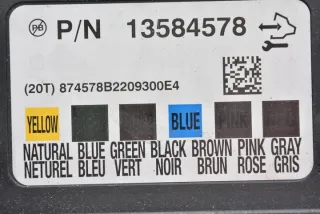 P/N 13584578
(20T) 874578B2209300E4
YELLOW BLUE PINK
NATURAL BLUE GREEN BLACK BROWN PINK GRAY
NETUREL BLEU VERT NOIR BRUN ROSE GRIS